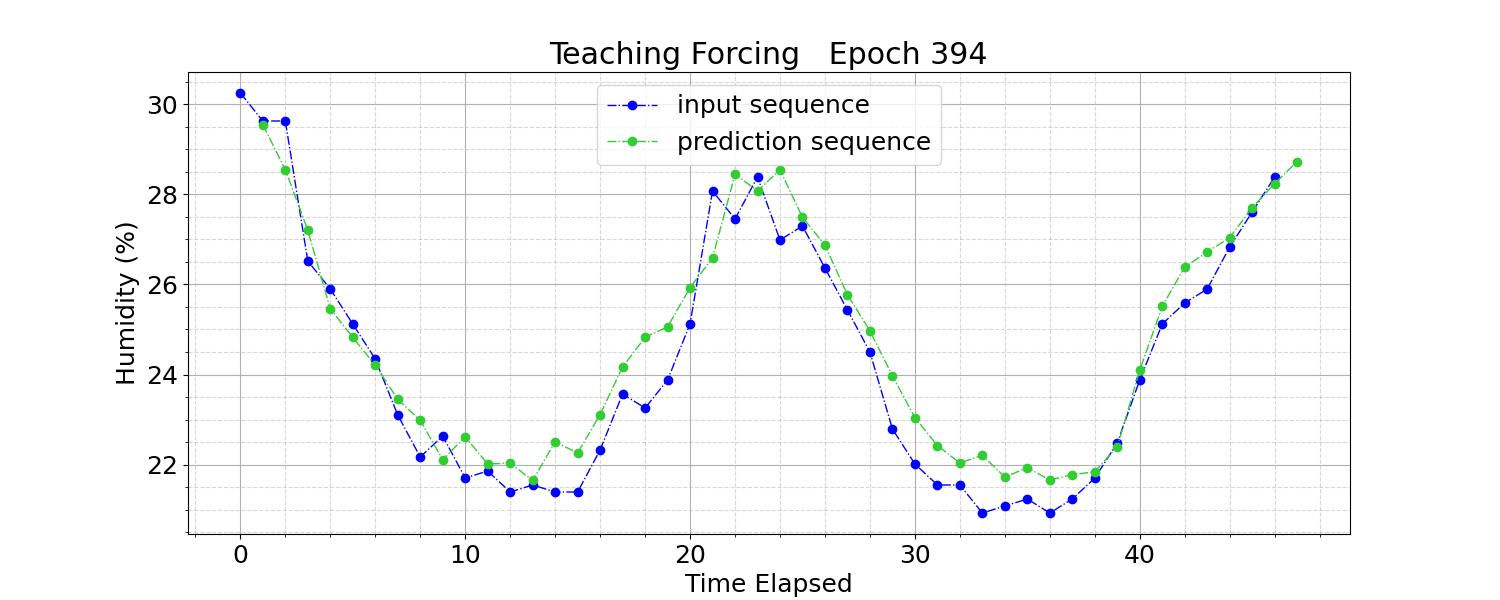 Teaching Forcing   Epoch 394
input sequence
prediction sequence
Humidity (%)
30
28
26
24
22
0 10 20 30 40
Time Elapsed